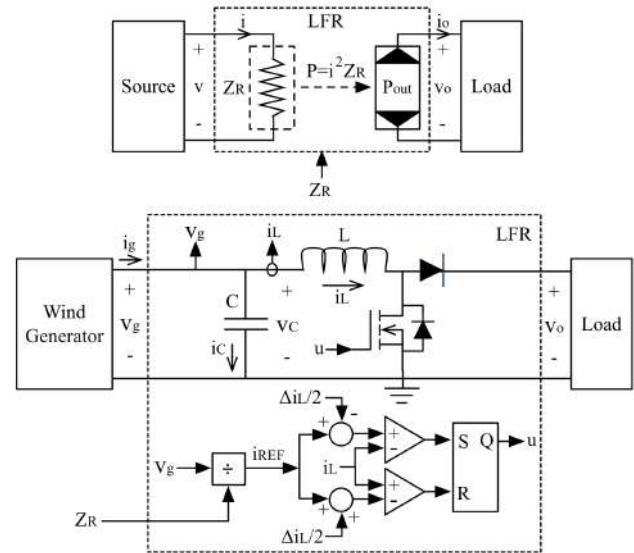 LFR
i
io
+
+
Source
v
ZR
P=i²ZR
Pout
vo
Load
-
-
ZR
LFR
vg
iL
L
ig
+
C
+
iL
+
Wind Generator
vg
vC
vo
Load
-
iC
-
u
-
ΔiL/2
-
+
+
-
S Q u
vg
÷
iREF
iL
R
+
+
-
+
ZR
ΔiL/2